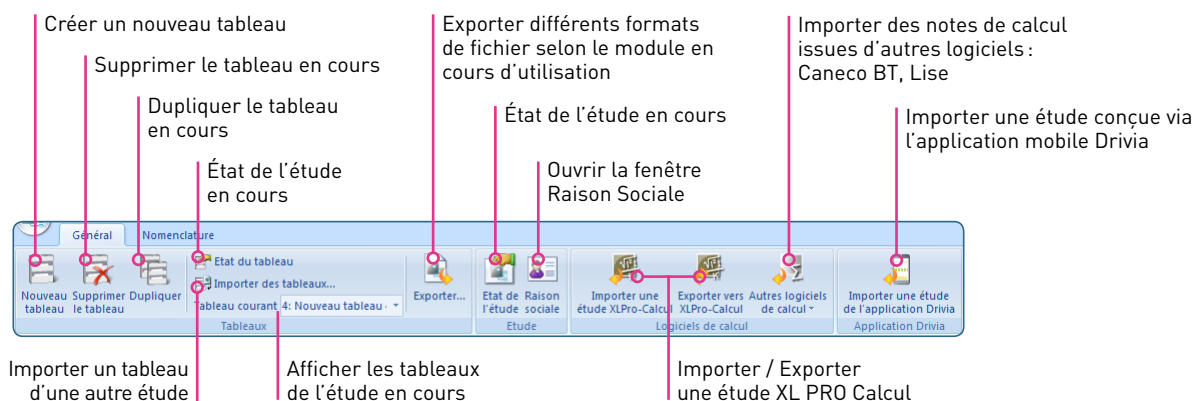 Créer un nouveau tableau
Supprimer le tableau en cours
Dupliquer le tableau
en cours
État de l’étude
en cours
Exporter différents formats
de fichier selon le module en
cours d’utilisation
État de l’étude en cours
Ouvrir la fenêtre
Raison Sociale
Importer des notes de calcul
issues d’autres logiciels :
Caneco BT, Lise
Importer une étude conçue via
l’application mobile Drivia
Général
Nomenclature
Nouveau
tableau
Supprimer
le tableau
Dupliquer
Etat du tableau
Importer des tableaux...
Tableau courant 4: Nouveau tableau
Exporter...
Tableaux
Etat de
l'étude
Raison
sociale
Etude
Importer une
étude XLPro-Calcul
Exporter vers
XLPro-Calcul
Autres logiciels
de calcul
Logiciels de calcul
Importer une étude
de l'application Drivia
Application Drivia
Importer un tableau
d’une autre étude
Afficher les tableaux
de l’étude en cours
Importer / Exporter
une étude XL PRO Calcul